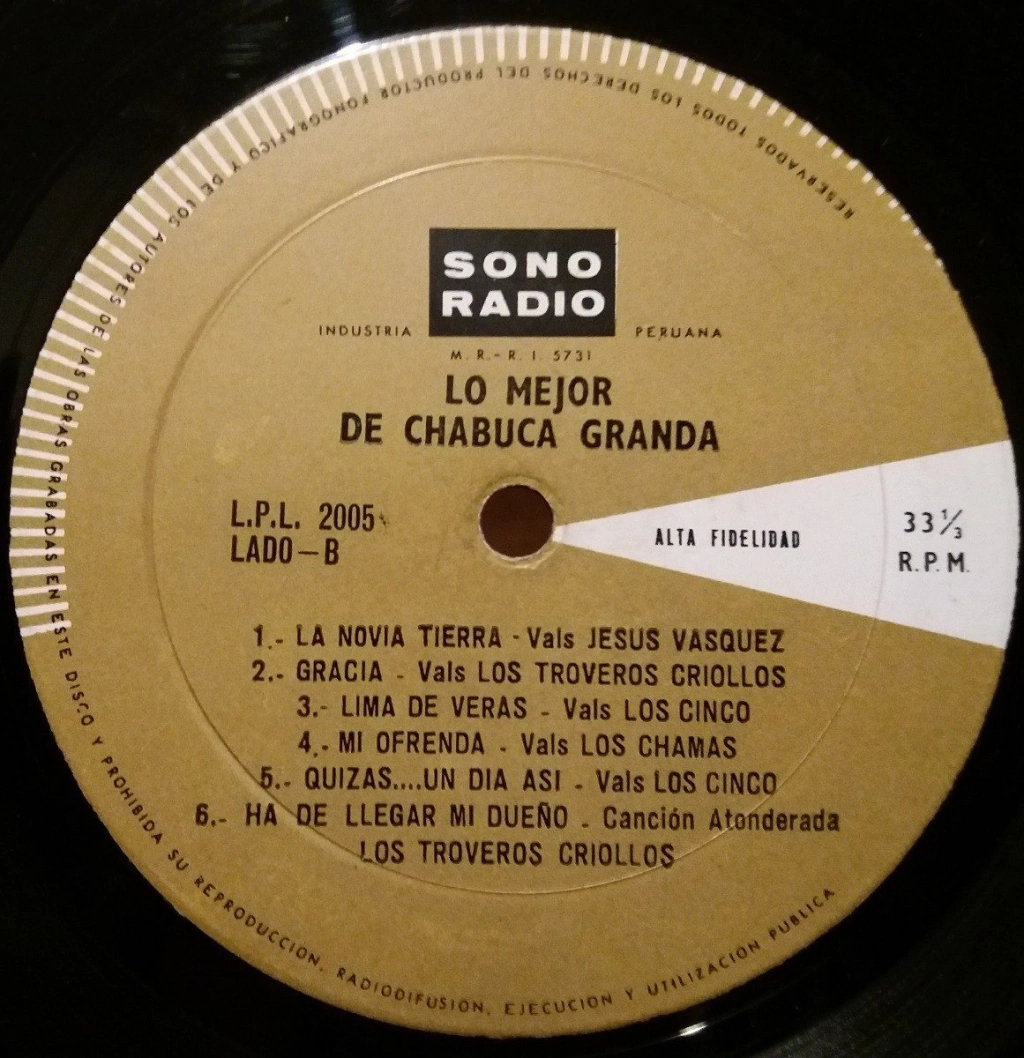 RESERVADOS TODOS LOS DERECHOS DEL PRODUCTOR FONOGRAFICO Y DE LOS AUTORES DE LAS OBRAS GRABADAS EN ESTE DISCO Y PROHIBIDA SU REPRODUCCION, RADIODIFUSION, EJECUCION Y UTILIZACION PUBLICA
SONO
RADIO
INDUSTRIA PERUANA
M. R. - R. I. 5731
LO MEJOR
DE CHABUCA GRANDA
L.P.L. 2005
LADO-B
ALTA FIDELIDAD
33 1/3
R.P.M.
1.- LA NOVIA TIERRA - Vals JESUS VASQUEZ
2.- GRACIA - Vals LOS TROVEROS CRIOLLOS
3.- LIMA DE VERAS - Vals LOS CINCO
4.- MI OFRENDA - Vals LOS CHAMAS
5.- QUIZAS....UN DIA ASI - Vals LOS CINCO
6.- HA DE LLEGAR MI DUEÑO - Canción Atonderada
LOS TROVEROS CRIOLLOS